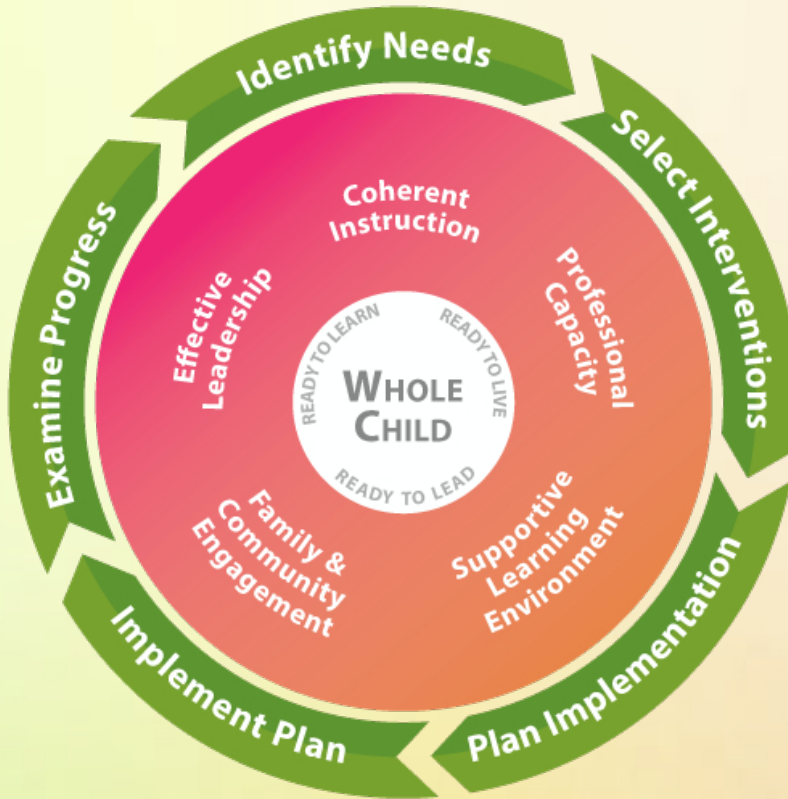 Identify Needs
Select Interventions
Plan Implementation
Implement Plan
Examine Progress
Coherent
Instruction
Professional
Capacity
Supportive
Learning
Environment
Family &
Community
Engagement
Effective
Leadership
READY TO LEARN
READY TO LIVE
READY TO LEAD
WHOLE
CHILD